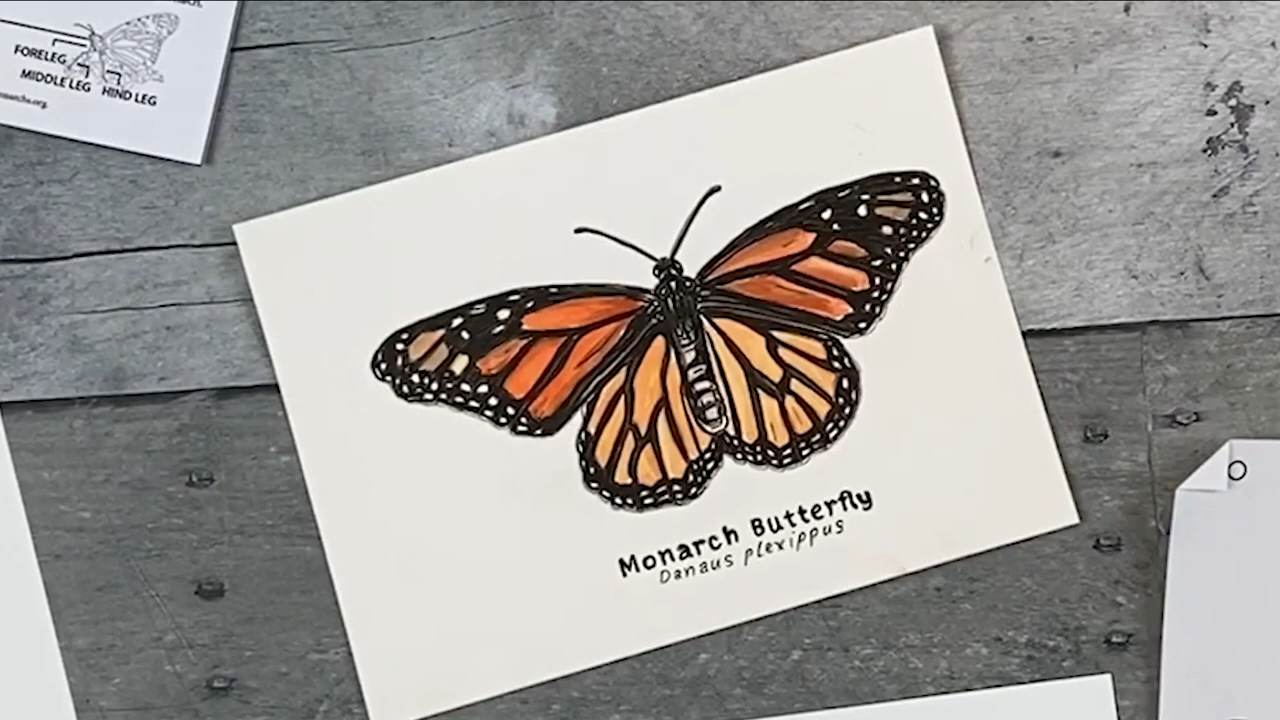 FORELEG
MIDDLE LEG
HIND LEG
Monarch Butterfly
Danaus plexippus